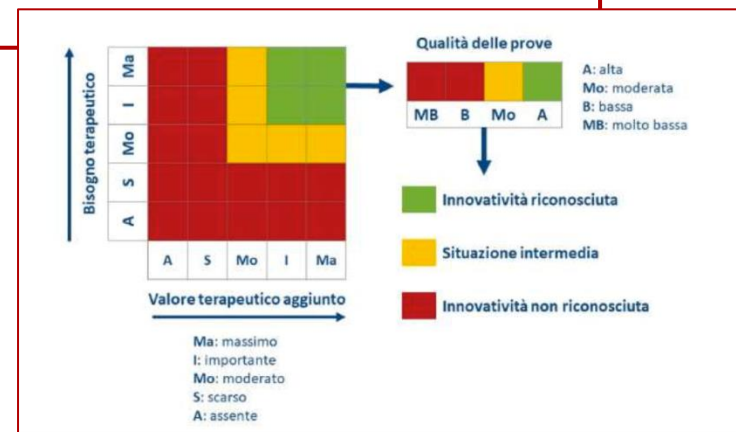 Bisogno terapeutico
Ma
I
Mo
S
A
A S Mo I Ma
Valore terapeutico aggiunto
Ma: massimo
I: importante
Mo: moderato
S: scarso
A: assente
Qualità delle prove
MB B Mo A
A: alta
Mo: moderata
B: bassa
MB: molto bassa
Innovatività riconosciuta
Situazione intermedia
Innovatività non riconosciuta